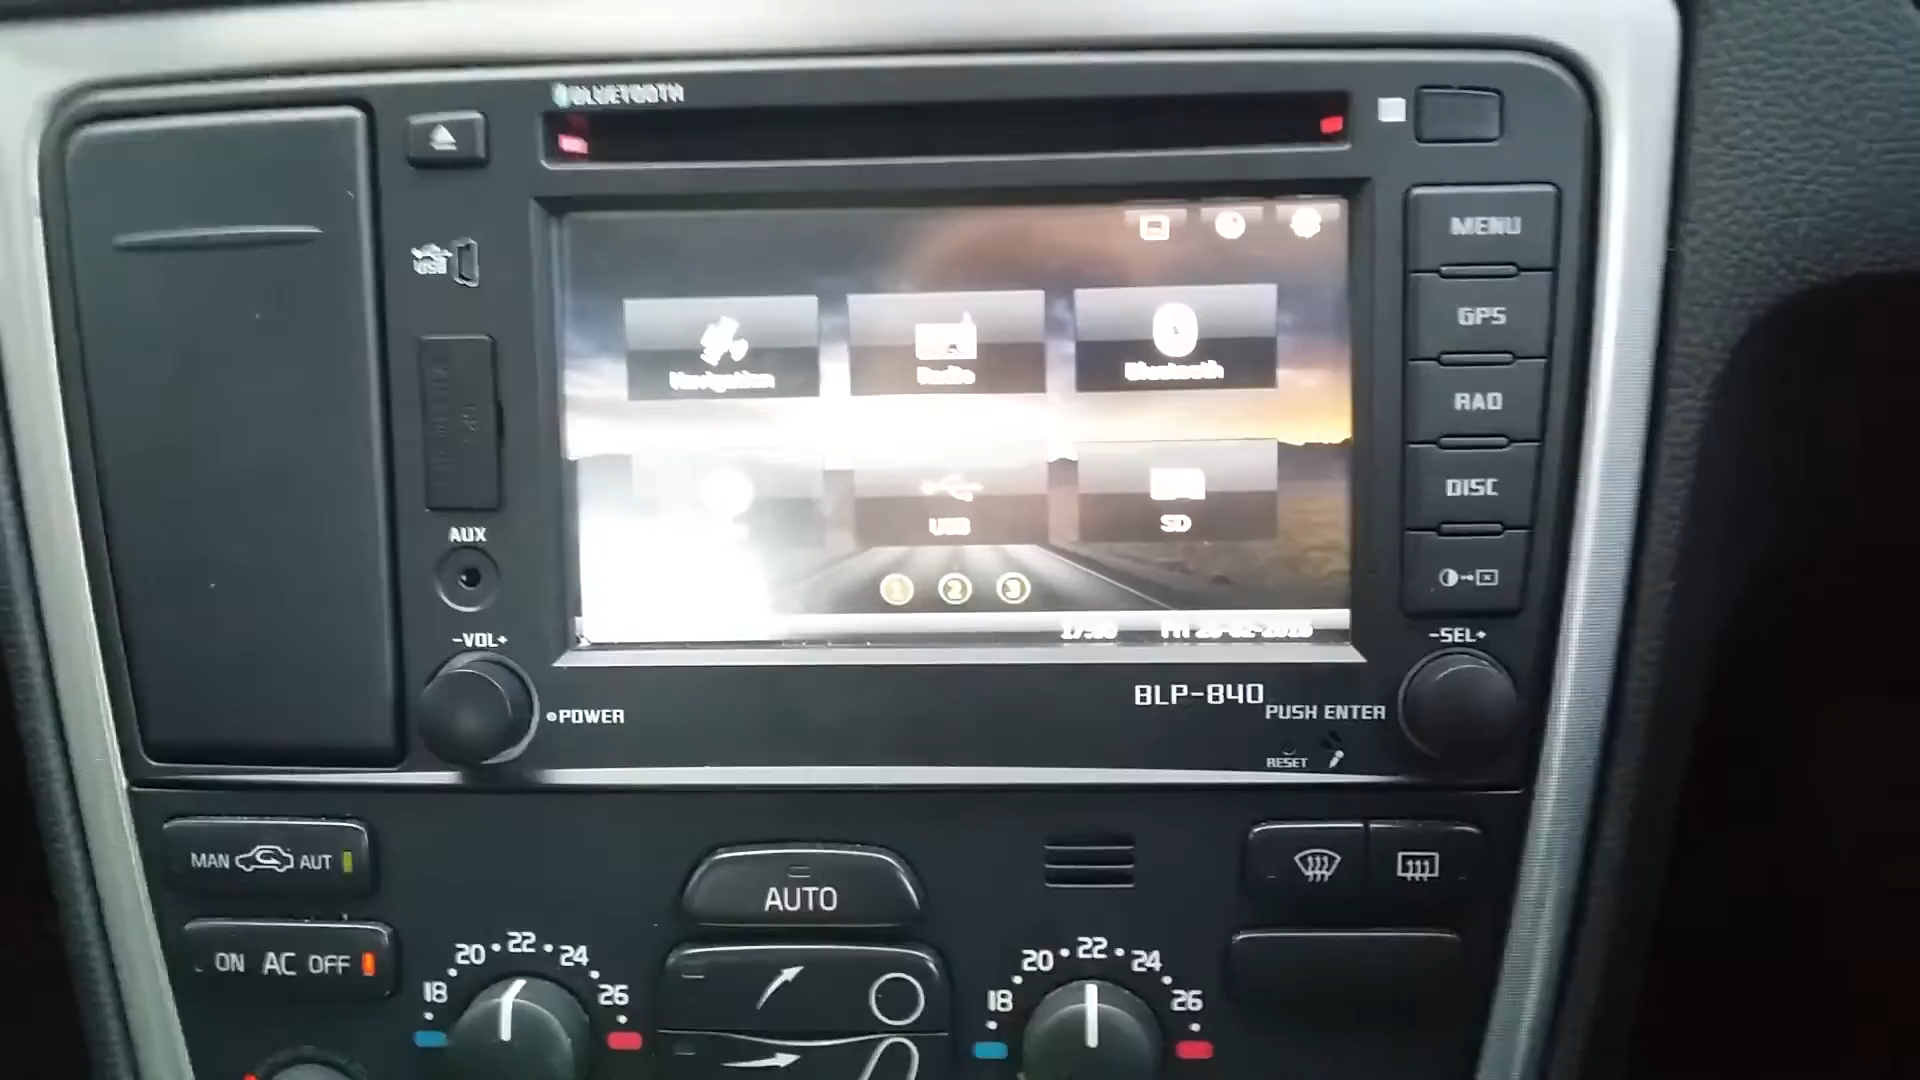 BLUETOOTH
MENU
USB
GPS
Navigation
Radio
Bluetooth
RAD
DISC
USB
SD
AUX
1 2 3
-VOL+
-SEL+
POWER
BLP-840
PUSH ENTER
RESET
MAN AUT
AUTO
ON AC OFF
18 20 22 24 26
18 20 22 24 26